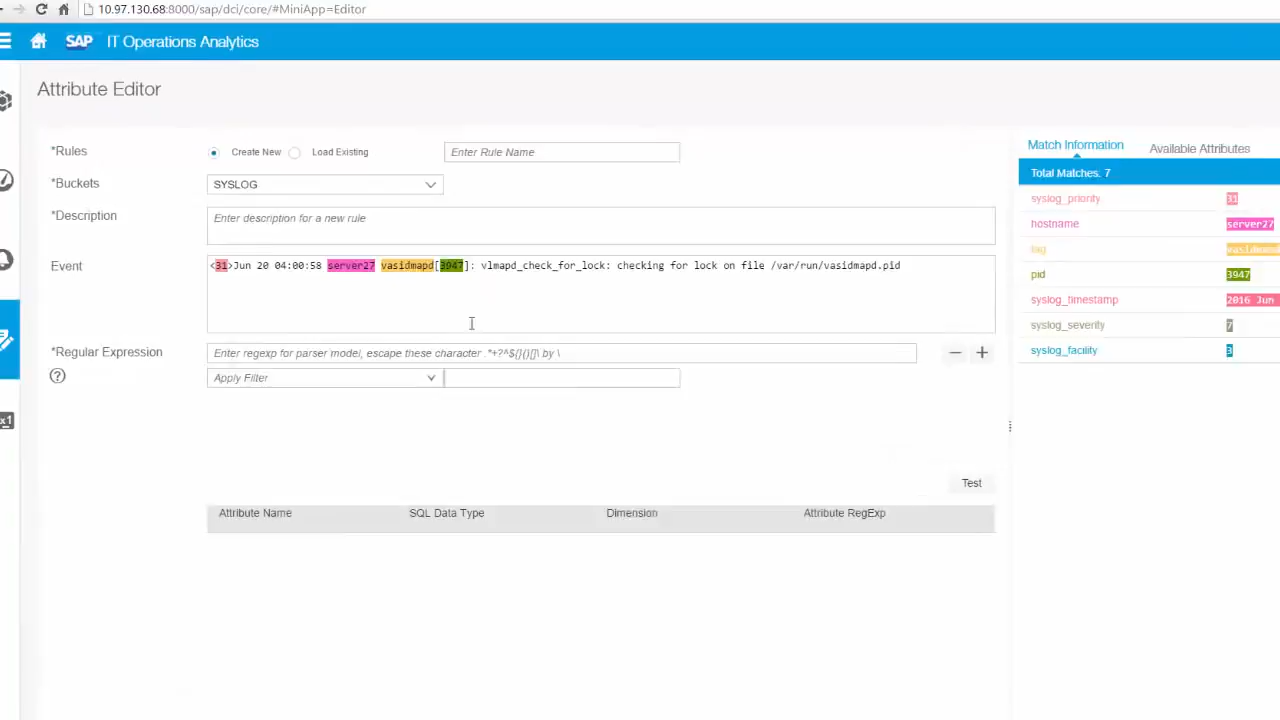 10.97.130.68:8000/sap/dci/core/#MiniApp=Editor
SAP IT Operations Analytics
Attribute Editor
*Rules Create New Load Existing Enter Rule Name
*Buckets SYSLOG
*Description Enter description for a new rule
Event <31>Jun 20 04:00:58 server27 vasidmapd[3947]: vlmapd_check_for_lock: checking for lock on file /var/run/vasidmapd.pid
*Regular Expression Enter regexp for parser model, escape these character .*+?^${}()[]\ by \
Apply Filter
Test
Attribute Name SQL Data Type Dimension Attribute RegExp
Match Information Available Attributes
Total Matches: 7
syslog_priority 31
hostname server27
tag
pid 3947
syslog_timestamp 2016 Jun
syslog_severity 7
syslog_facility 3
x1